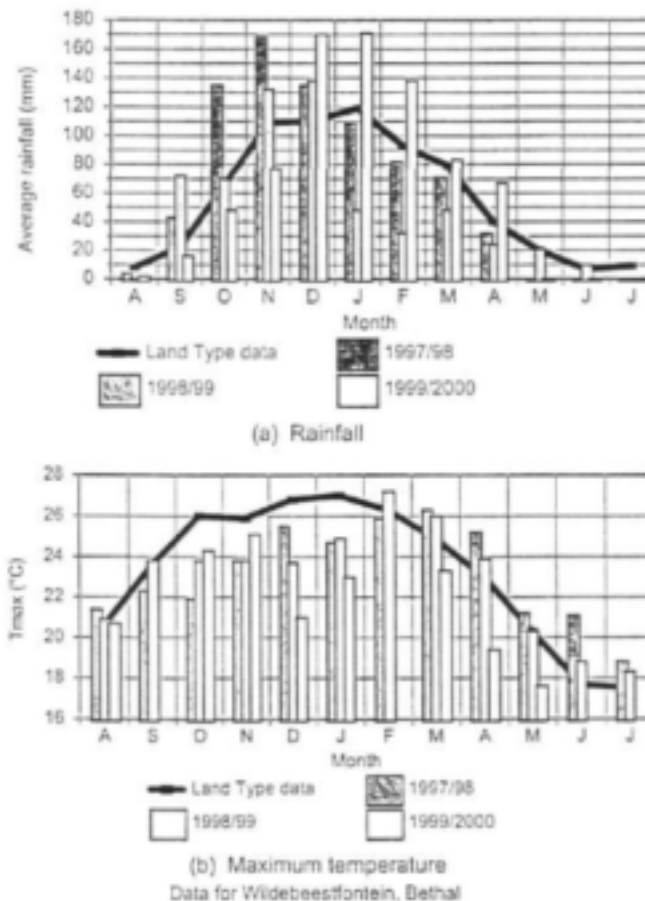 180
160
140
120
100
80
60
40
20
0
Average rainfall (mm)
A S O N D J F M A M J J
Month
Land Type data
1997/98
1998/99
1999/2000
(a) Rainfall
28
26
24
22
20
18
16
Tmax (°C)
A S O N D J F M A M J J
Month
Land Type data
1997/98
1998/99
1999/2000
(b) Maximum temperature
Data for Wildebeestfontein, Bethal